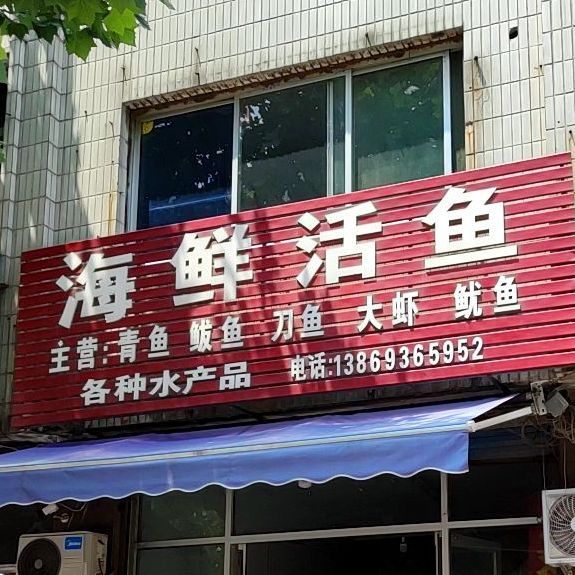 海鲜活鱼
主营:青鱼 鲅鱼 刀鱼 大虾 鱿鱼
各种水产品 电话:13869365952
Midea